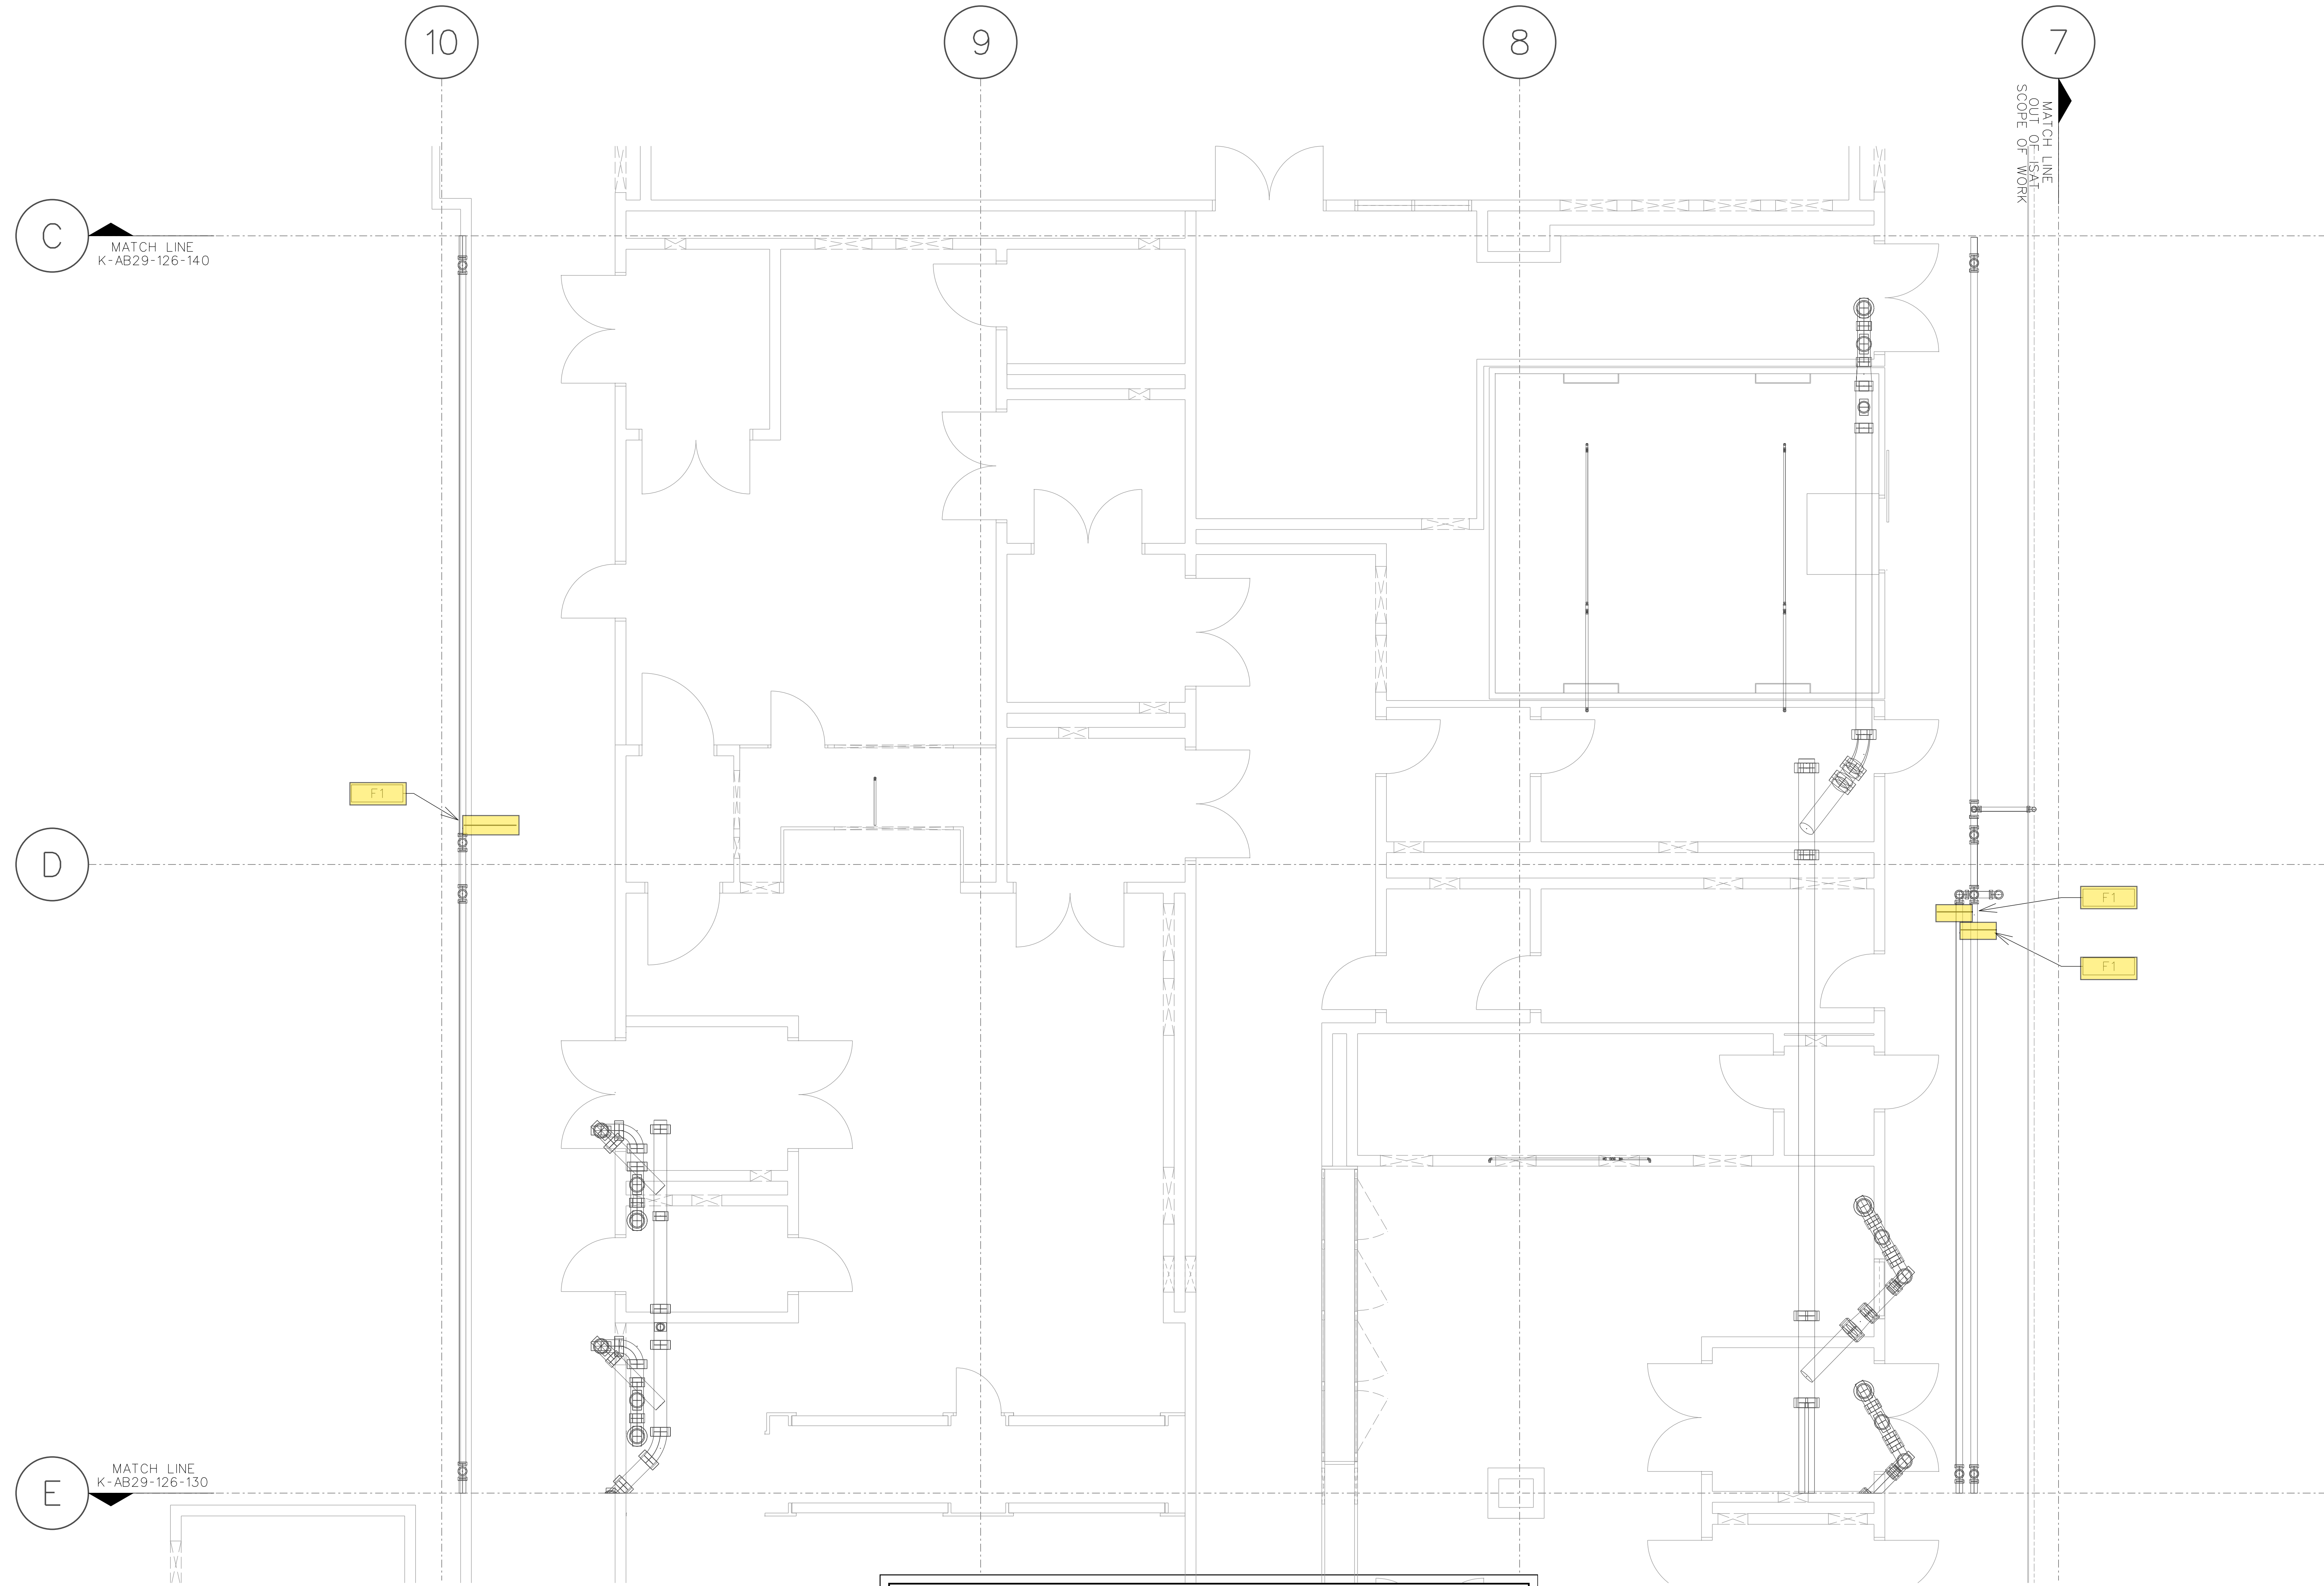 10
9
8
7
MATCH LINE
OUT OF ISAT
SCOPE OF WORK
C
MATCH LINE
K-AB29-126-140
F1
D
F1
F1
MATCH LINE
K-AB29-126-130
E